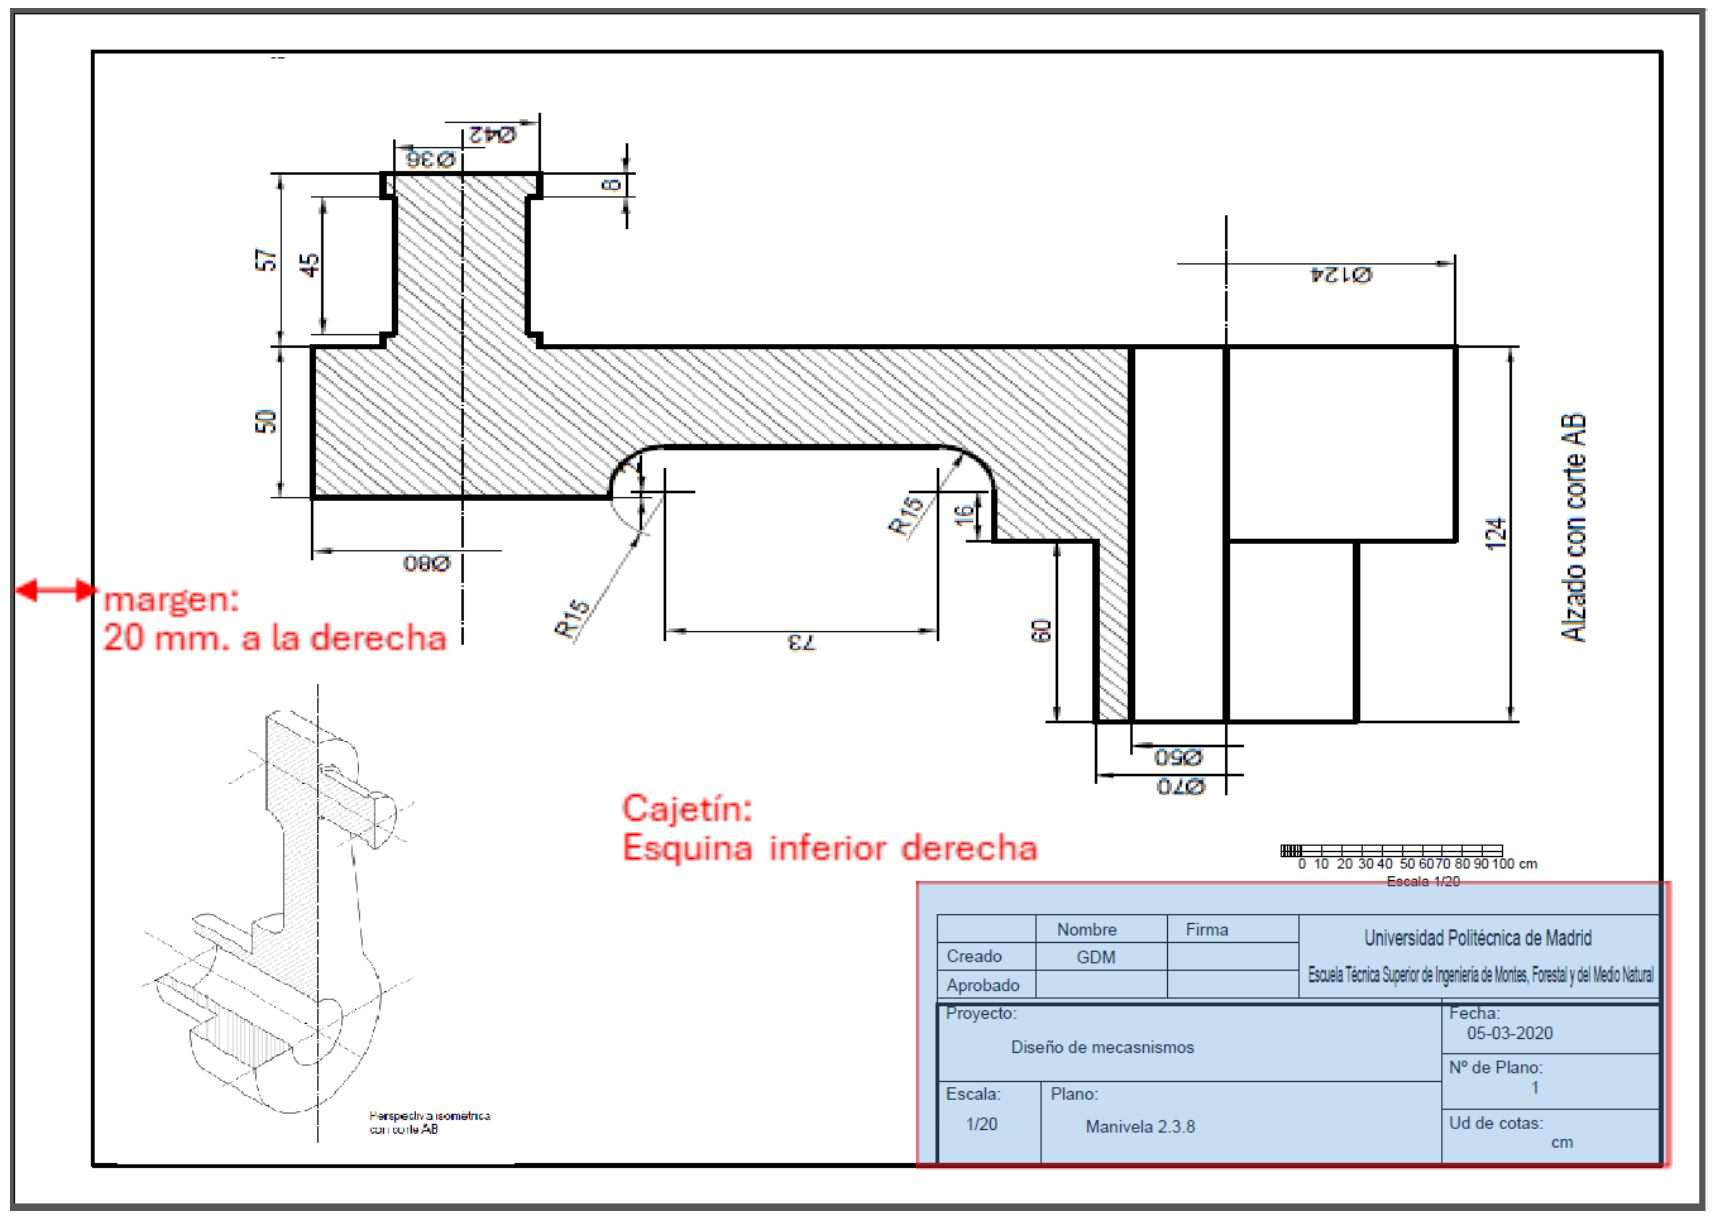 Ø42
Ø36
8
57
45
Ø124
50
R15
16
124
Alzado con corte AB
Ø80
margen:
20 mm. a la derecha
R15
73
60
Ø50
Ø70
Cajetín:
Esquina inferior derecha
0 10 20 30 40 50 60 70 80 90 100 cm
Escala 1/20
Nombre Firma
Creado GDM
Aprobado
Universidad Politécnica de Madrid
Escuela Técnica Superior de Ingeniería de Montes, Forestal y del Medio Natural
Proyecto:
Diseño de mecasnismos
Fecha:
05-03-2020
Nº de Plano:
1
Escala:
1/20
Plano:
Manivela 2.3.8
Ud de cotas:
cm
Perspectiva isométrica
con corte AB